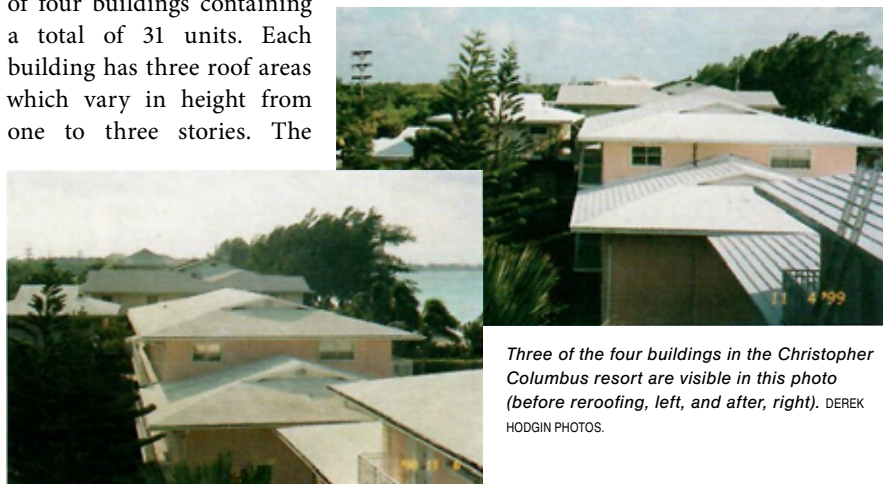 of four buildings containing
a total of 31 units. Each
building has three roof areas
which vary in height from
one to three stories. The
11 4 '99
Three of the four buildings in the Christopher
Columbus resort are visible in this photo
(before reroofing, left, and after, right). DEREK
HODGIN PHOTOS.